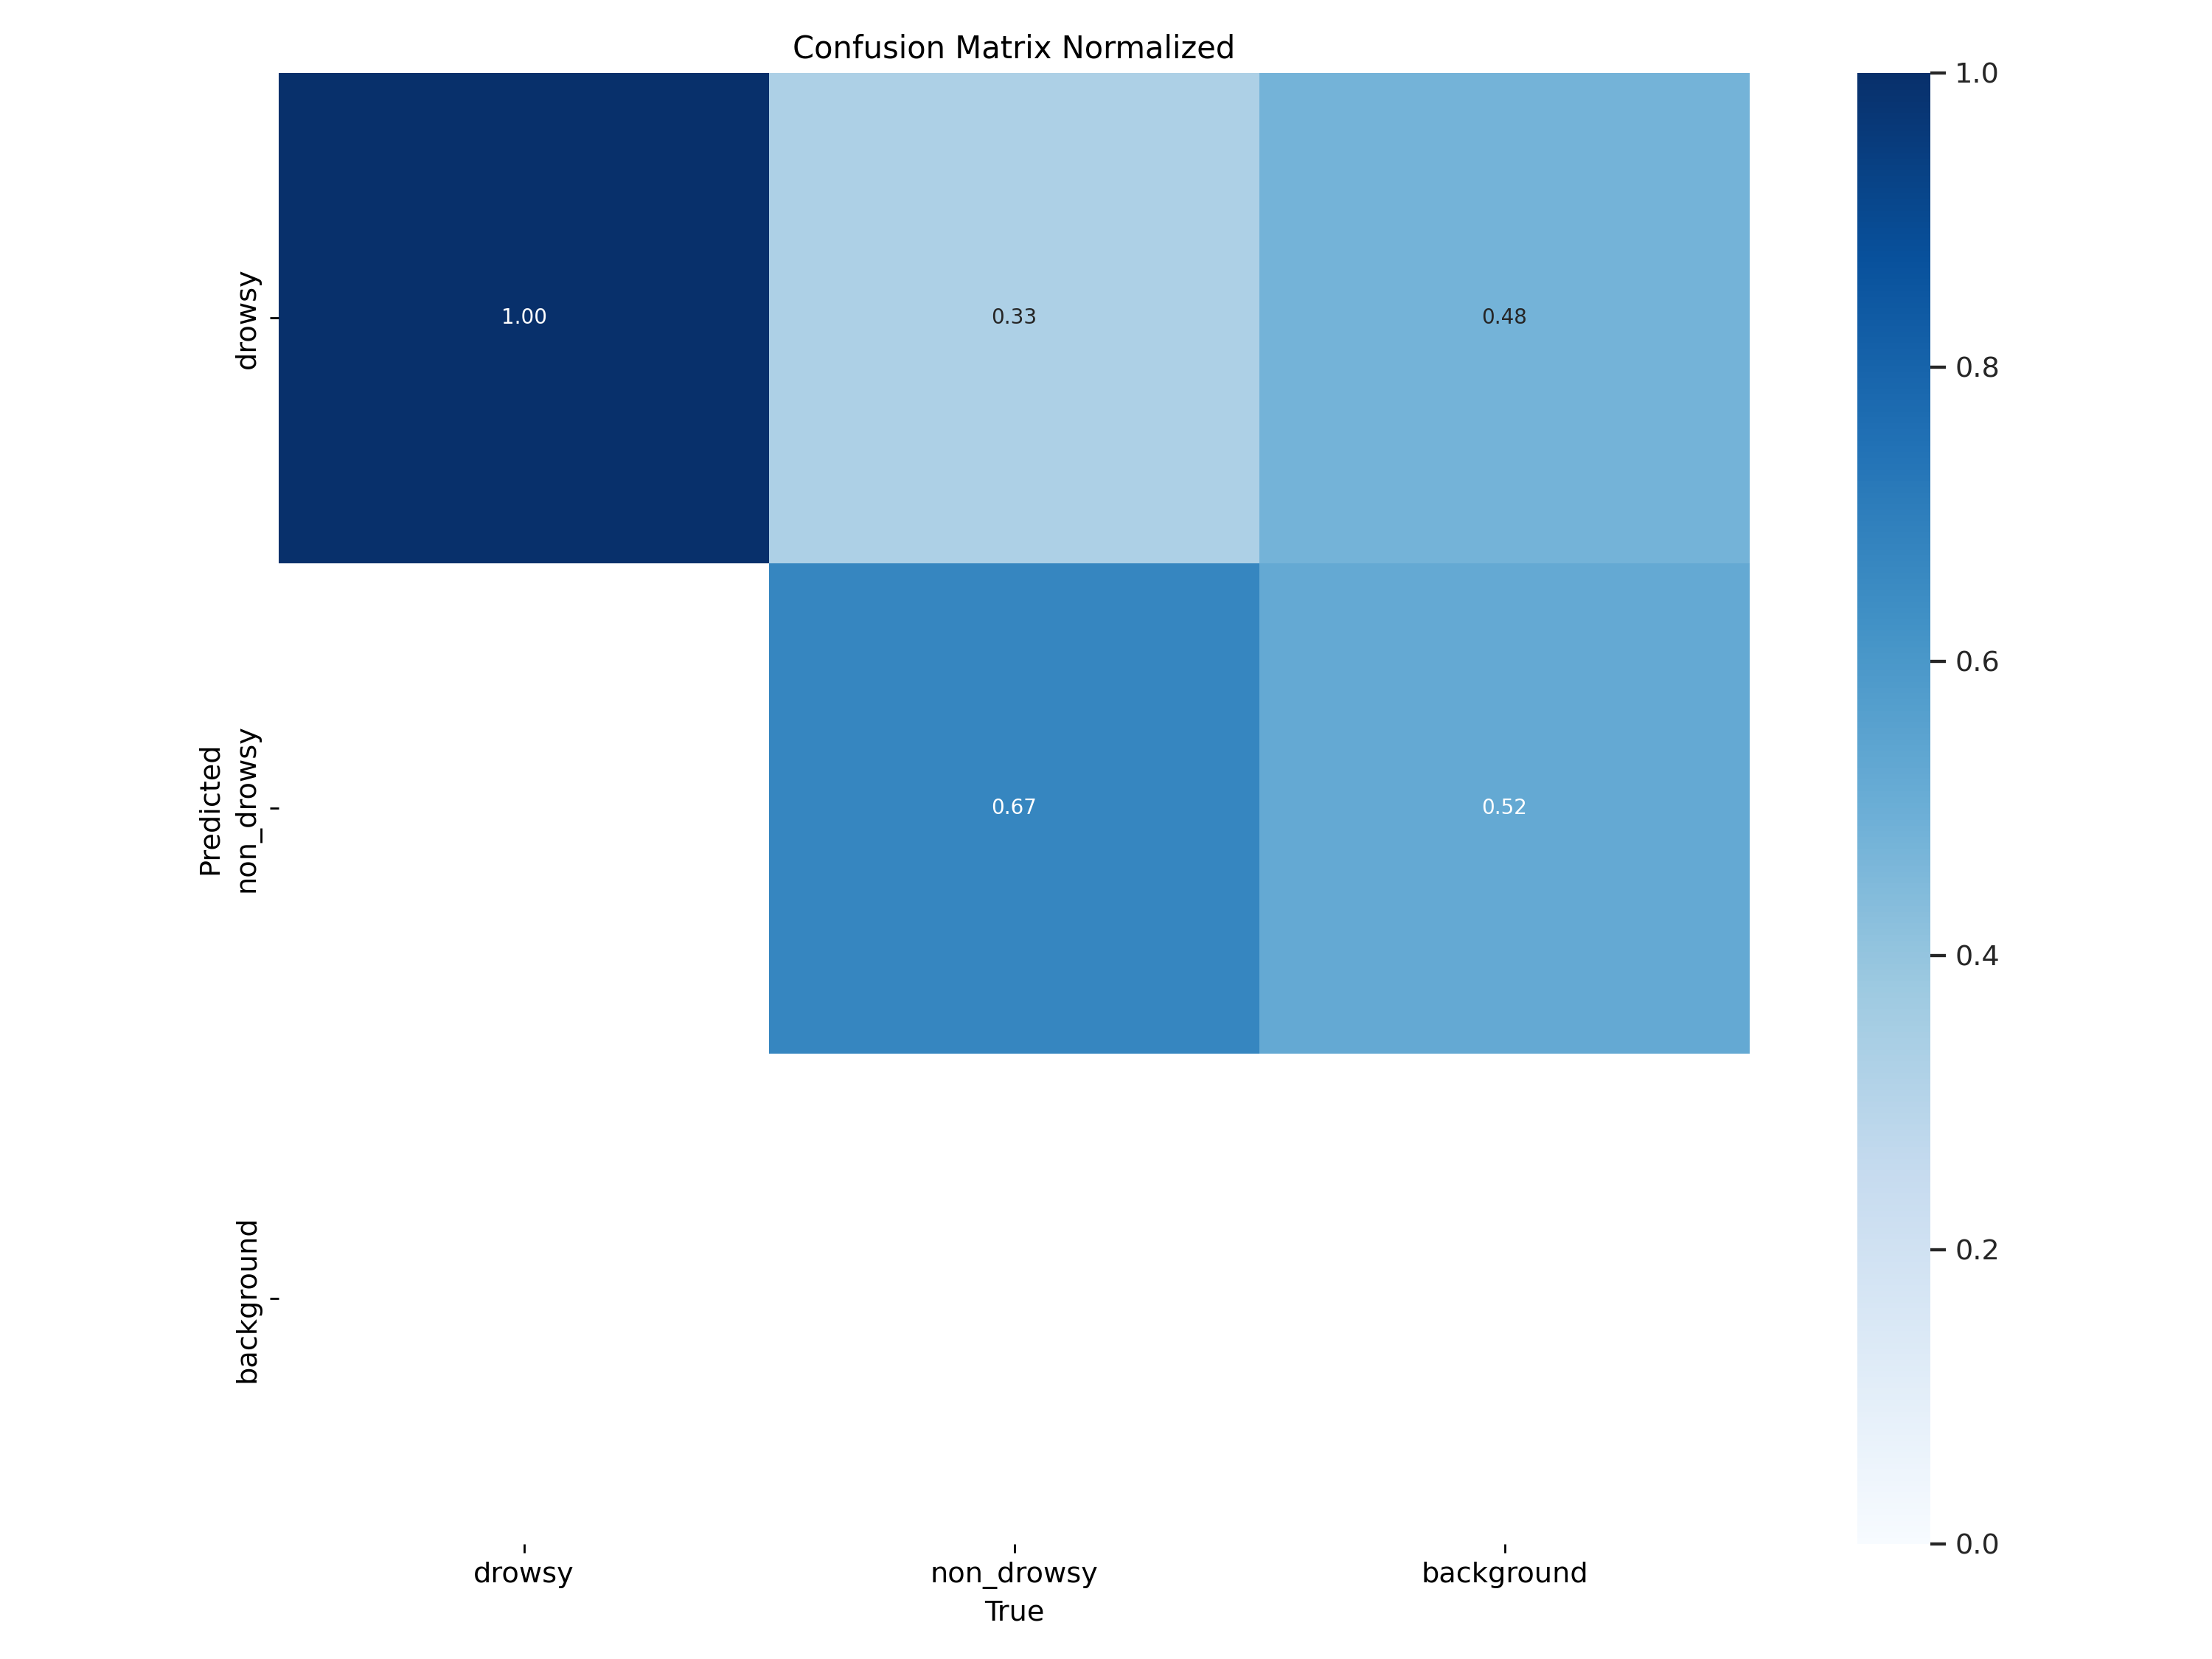 Confusion Matrix Normalized
drowsy
1.00
0.33
0.48
Predicted
non_drowsy
0.67
0.52
background
drowsy
non_drowsy
background
True
1.0
0.8
0.6
0.4
0.2
0.0